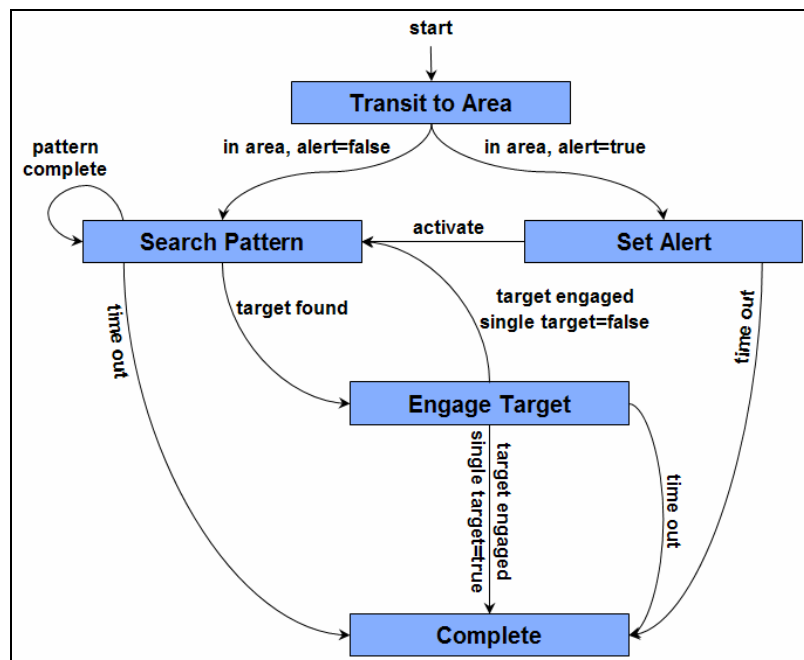 start
Transit to Area
in area, alert=false
in area, alert=true
pattern
complete
Search Pattern
activate
Set Alert
target found
target engaged
single target=false
time out
time out
Engage Target
target engaged
single target=true
time out
Complete